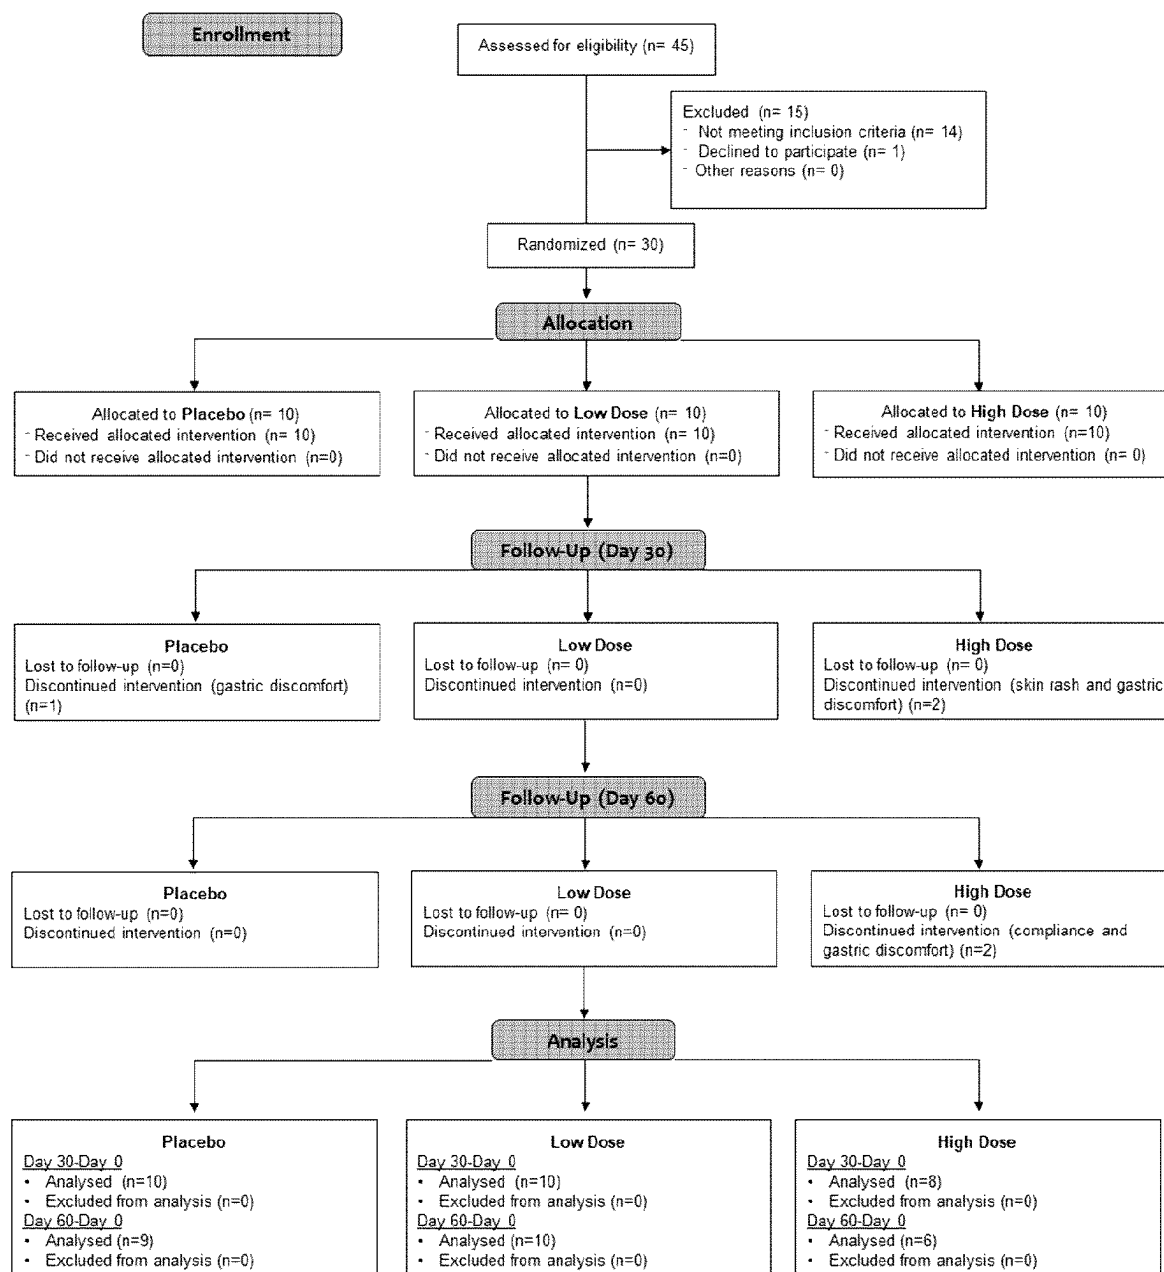 Enrollment
Assessed for eligibility (n= 45)
Excluded (n= 15)
- Not meeting inclusion criteria (n= 14)
- Declined to participate (n= 1)
- Other reasons (n= 0)
Randomized (n= 30)
Allocation
Allocated to Placebo (n= 10)
- Received allocated intervention (n= 10)
- Did not receive allocated intervention (n=0)
Allocated to Low Dose (n= 10)
- Received allocated intervention (n= 10)
- Did not receive allocated intervention (n=0)
Allocated to High Dose (n= 10)
- Received allocated intervention (n=10)
- Did not receive allocated intervention (n= 0)
Follow-Up (Day 30)
Placebo
Lost to follow-up (n=0)
Discontinued intervention (gastric discomfort)
(n=1)
Low Dose
Lost to follow-up (n= 0)
Discontinued intervention (n=0)
High Dose
Lost to follow-up (n= 0)
Discontinued intervention (skin rash and gastric
discomfort) (n=2)
Follow-Up (Day 60)
Placebo
Lost to follow-up (n=0)
Discontinued intervention (n=0)
Low Dose
Lost to follow-up (n= 0)
Discontinued intervention (n=0)
High Dose
Lost to follow-up (n= 0)
Discontinued intervention (compliance and
gastric discomfort) (n=2)
Analysis
Placebo
Day 30-Day 0
• Analysed (n=10)
• Excluded from analysis (n=0)
Day 60-Day 0
• Analysed (n=9)
• Excluded from analysis (n=0)
Low Dose
Day 30-Day 0
• Analysed (n=10)
• Excluded from analysis (n=0)
Day 60-Day 0
• Analysed (n=10)
• Excluded from analysis (n=0)
High Dose
Day 30-Day 0
• Analysed (n=8)
• Excluded from analysis (n=0)
Day 60-Day 0
• Analysed (n=6)
• Excluded from analysis (n=0)